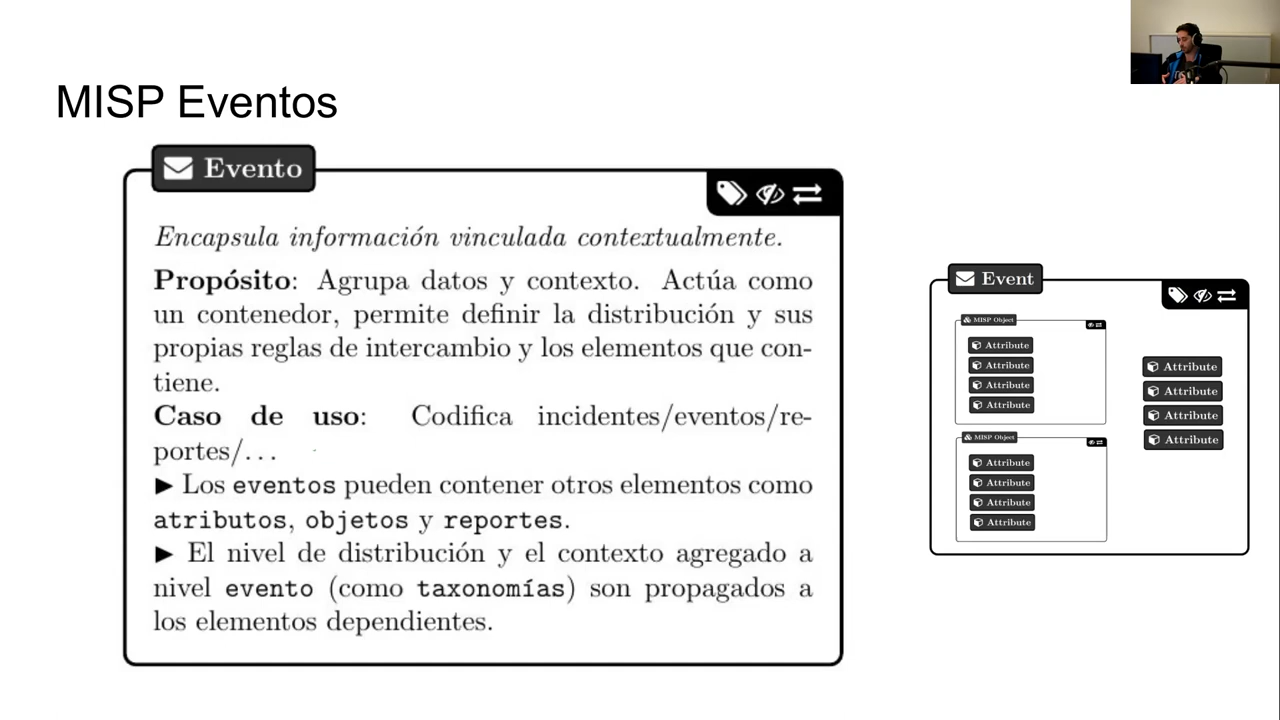 MISP Eventos
Evento
Encapsula información vinculada contextualmente.
Propósito: Agrupa datos y contexto. Actúa como
un contenedor, permite definir la distribución y sus
propias reglas de intercambio y los elementos que con-
tiene.
Caso de uso: Codifica incidentes/eventos/re-
portes/...
► Los eventos pueden contener otros elementos como
atributos, objetos y reportes.
► El nivel de distribución y el contexto agregado a
nivel evento (como taxonomías) son propagados a
los elementos dependientes.
Event
MISP Object
Attribute
Attribute
Attribute
Attribute
MISP Object
Attribute
Attribute
Attribute
Attribute
Attribute
Attribute
Attribute
Attribute